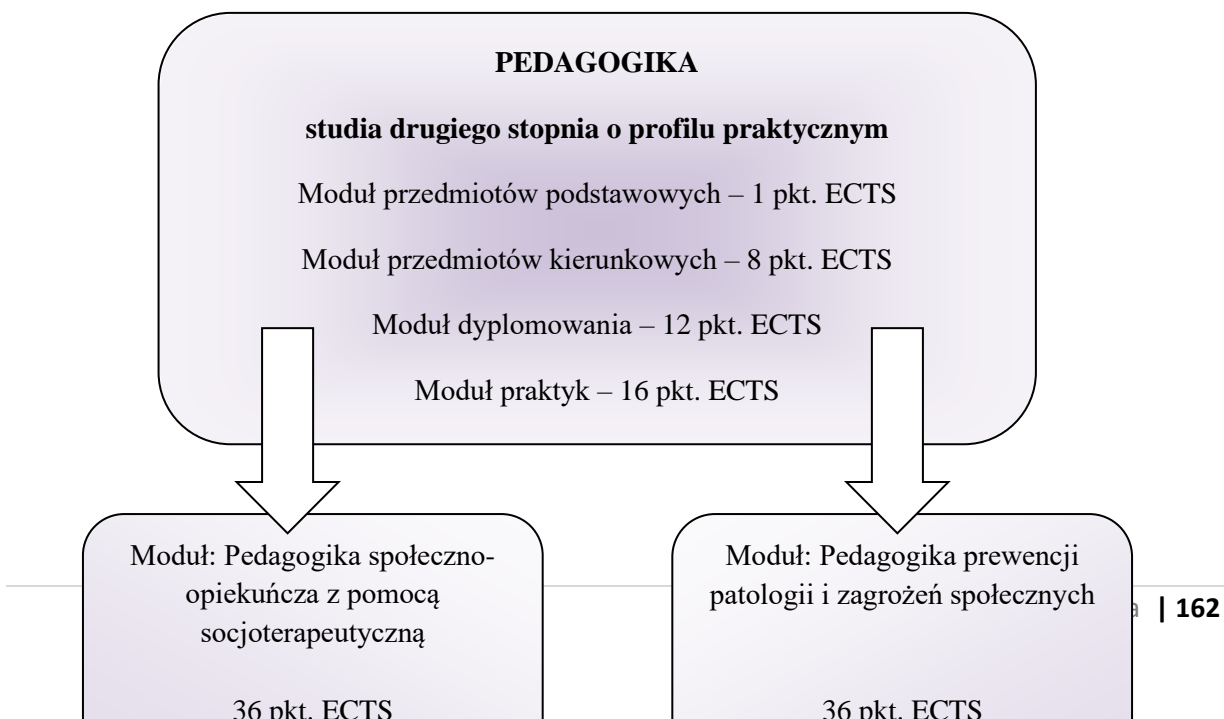 PEDAGOGIKA
studia drugiego stopnia o profilu praktycznym
Moduł przedmiotów podstawowych – 1 pkt. ECTS
Moduł przedmiotów kierunkowych – 8 pkt. ECTS
Moduł dyplomowania – 12 pkt. ECTS
Moduł praktyk – 16 pkt. ECTS
Moduł: Pedagogika społeczno-
opiekuńcza z pomocą
socjoterapeutyczną
36 pkt. ECTS
Moduł: Pedagogika prewencji
patologii i zagrożeń społecznych
36 pkt. ECTS
| 162